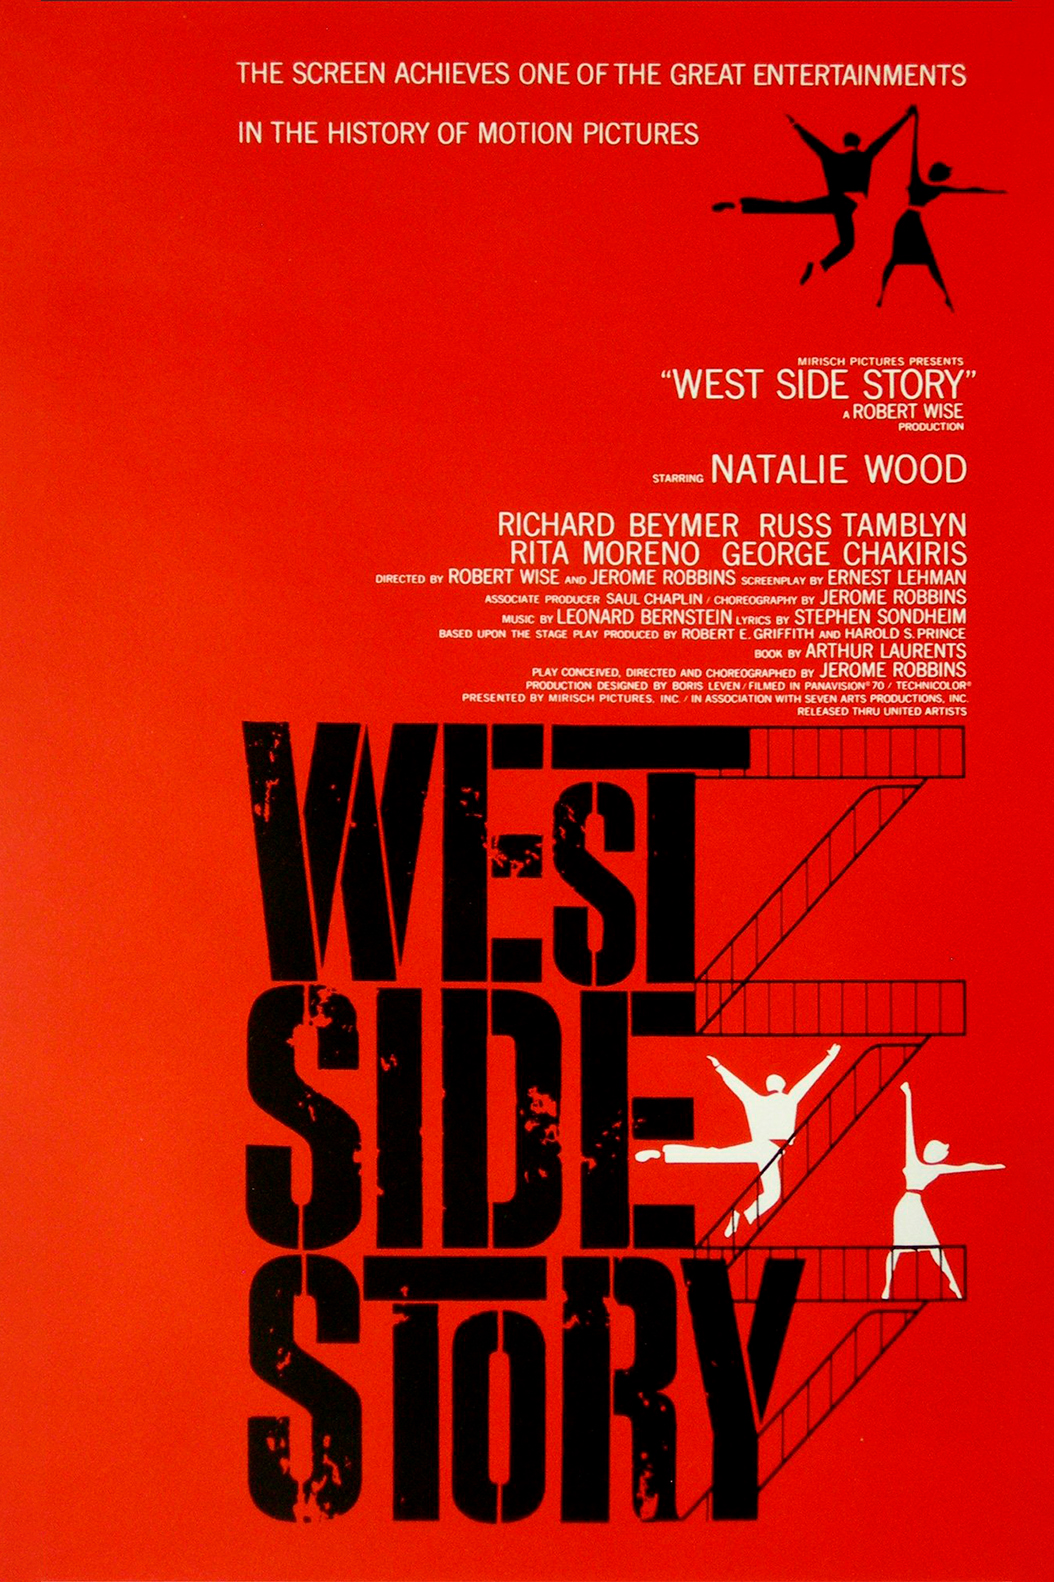 THE SCREEN ACHIEVES ONE OF THE GREAT ENTERTAINMENTS
IN THE HISTORY OF MOTION PICTURES
MIRISCH PICTURES PRESENTS
“WEST SIDE STORY”
A ROBERT WISE
PRODUCTION
STARRING NATALIE WOOD
RICHARD BEYMER RUSS TAMBLYN
RITA MORENO GEORGE CHAKIRIS
DIRECTED BY ROBERT WISE AND JEROME ROBBINS SCREENPLAY BY ERNEST LEHMAN
ASSOCIATE PRODUCER SAUL CHAPLIN / CHOREOGRAPHY BY JEROME ROBBINS
MUSIC BY LEONARD BERNSTEIN LYRICS BY STEPHEN SONDHEIM
BASED UPON THE STAGE PLAY PRODUCED BY ROBERT E. GRIFFITH AND HAROLD S. PRINCE
BOOK BY ARTHUR LAURENTS
PLAY CONCEIVED, DIRECTED AND CHOREOGRAPHED BY JEROME ROBBINS
PRODUCTION DESIGNED BY BORIS LEVEN / FILMED IN PANAVISION® 70 / TECHNICOLOR®
PRESENTED BY MIRISCH PICTURES, INC. / IN ASSOCIATION WITH SEVEN ARTS PRODUCTIONS, INC.
RELEASED THRU UNITED ARTISTS
WEST
SIDE
STORY